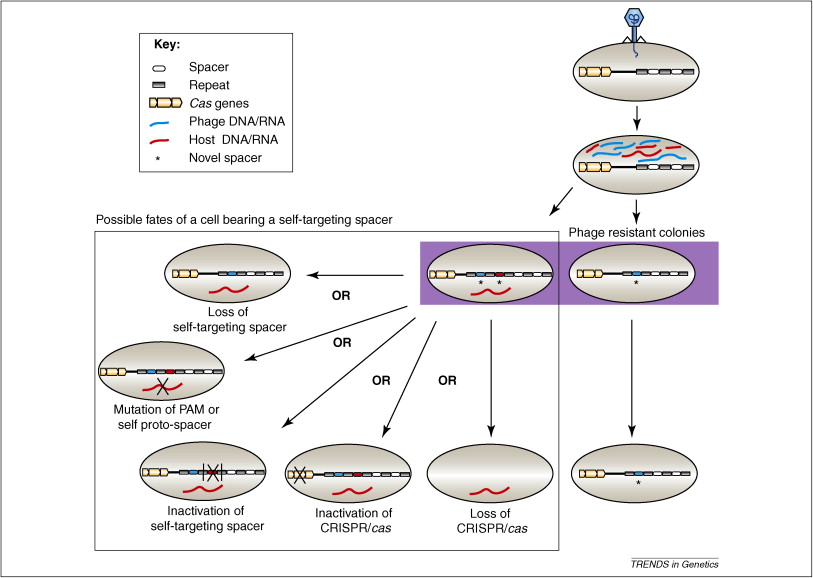 Key:
Spacer
Repeat
Cas genes
Phage DNA/RNA
Host DNA/RNA
* Novel spacer
Possible fates of a cell bearing a self-targeting spacer
Phage resistant colonies
* *
*
Loss of
self-targeting spacer
OR
OR
Mutation of PAM or
self proto-spacer
OR
OR
*
Inactivation of
self-targeting spacer
Inactivation of
CRISPR/cas
Loss of
CRISPR/cas
TRENDS in Genetics